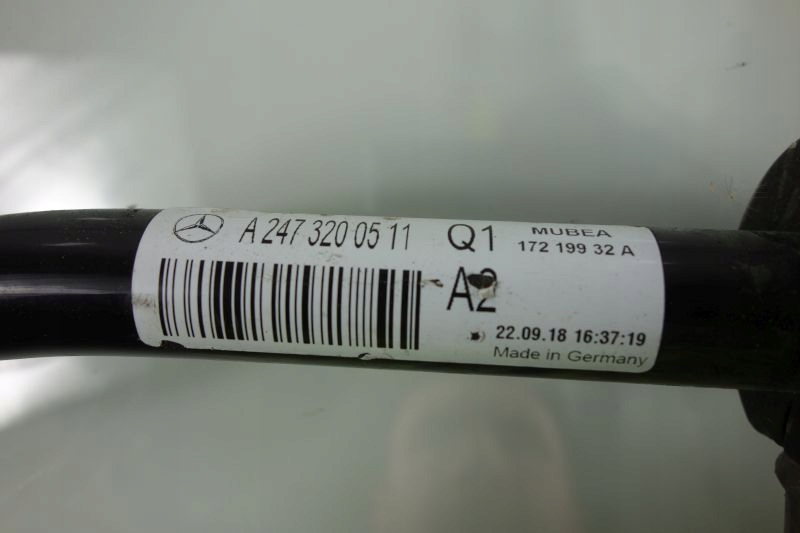 A 247 320 05 11
Q1
A2
MUBEA
172 199 32 A
22.09.18 16:37:19
Made in Germany